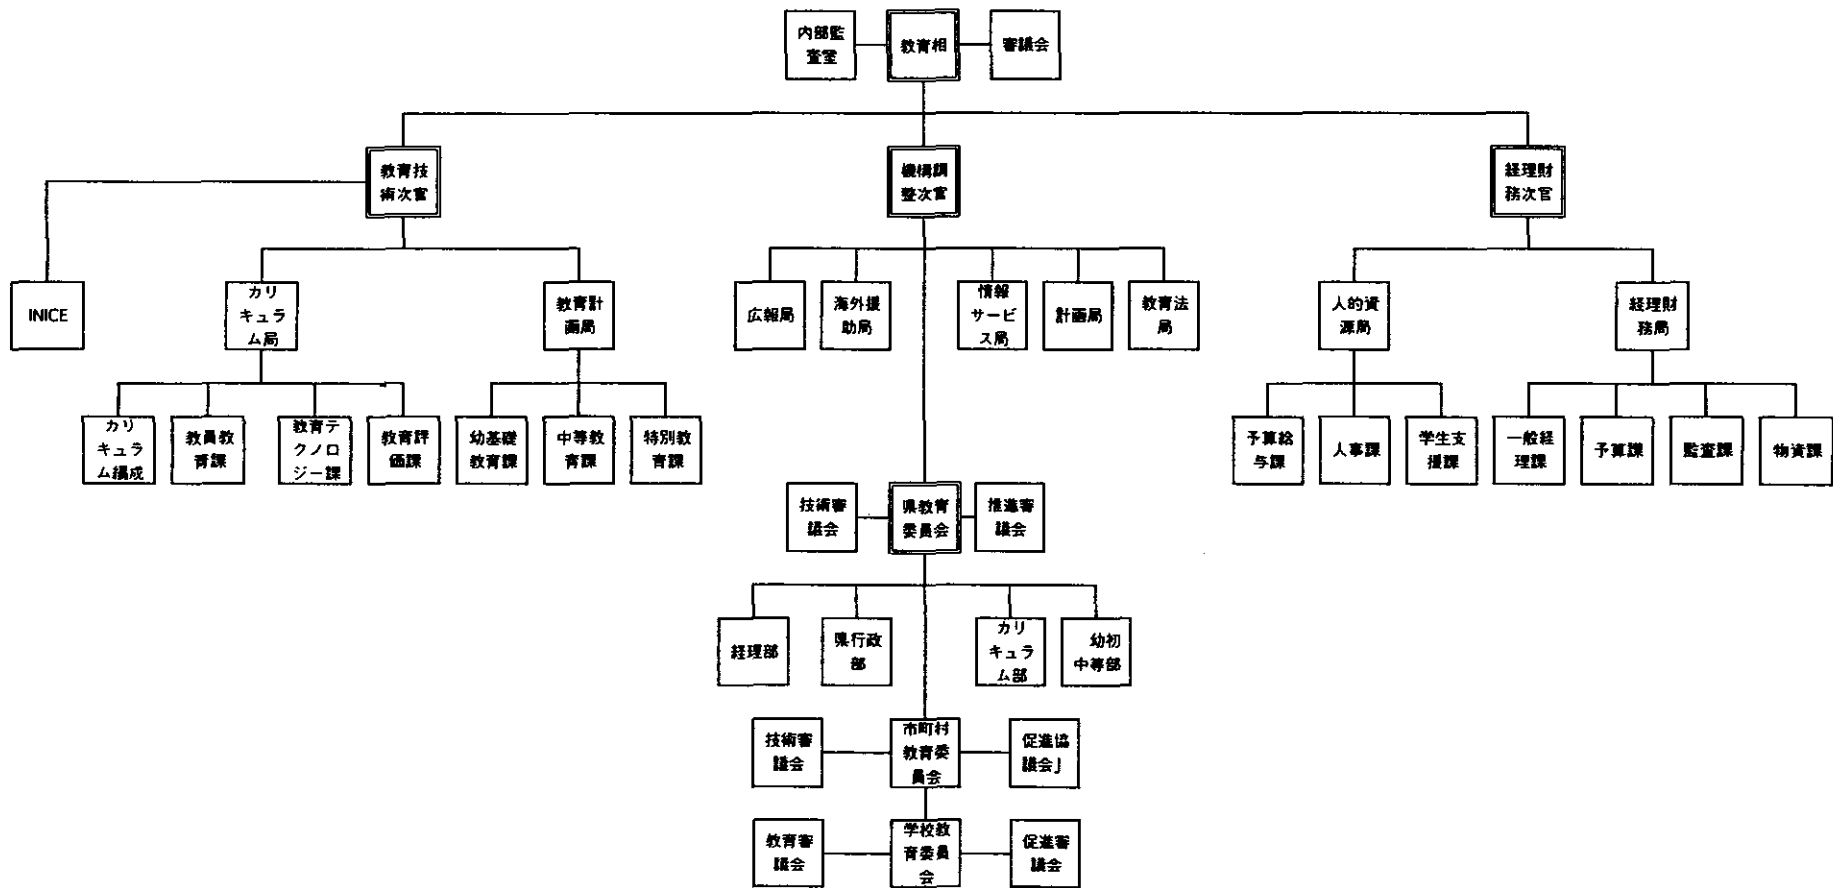 内部監
査室
教育相
審議会
教育技
術次官
機構調
整次官
経理財
務次官
INICE
カリ
キュラ
ム局
教育計
画局
広報局
海外援
助局
情報
サービ
ス局
計画局
教育法
局
人的資
源局
経理財
務局
カリ
キュラ
ム編成
教員教
育課
教育テ
クノロ
ジー課
教育評
価課
幼基礎
教育課
中等教
育課
特別教
育課
予算給
与課
人事課
学生支
援課
一般経
理課
予算課
監査課
物資課
技術審
議会
県教育
委員会
推進審
議会
経理部
県行政
部
カリ
キュラ
ム部
幼初
中等部
技術審
議会
市町村
教育委
員会
促進協
議会」
教育審
議会
学校教
育委員
会
促進審
議会